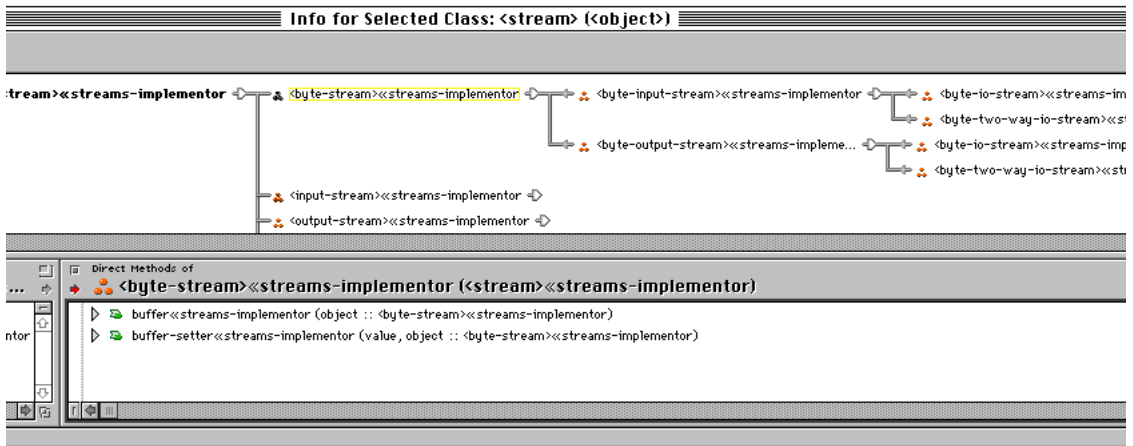 Info for Selected Class: <stream> (<object>)
tream>«streams-implementor <byte-stream>«streams-implementor <byte-input-stream>«streams-implementor <byte-io-stream>«streams-im
<byte-two-way-io-stream>«st
<byte-output-stream>«streams-impleme... <byte-io-stream>«streams-imp
<byte-two-way-io-stream>«str
<input-stream>«streams-implementor
<output-stream>«streams-implementor
Direct Methods of
... <byte-stream>«streams-implementor (<stream>«streams-implementor)
buffer«streams-implementor (object :: <byte-stream>«streams-implementor)
ntor buffer-setter«streams-implementor (value, object :: <byte-stream>«streams-implementor)
r